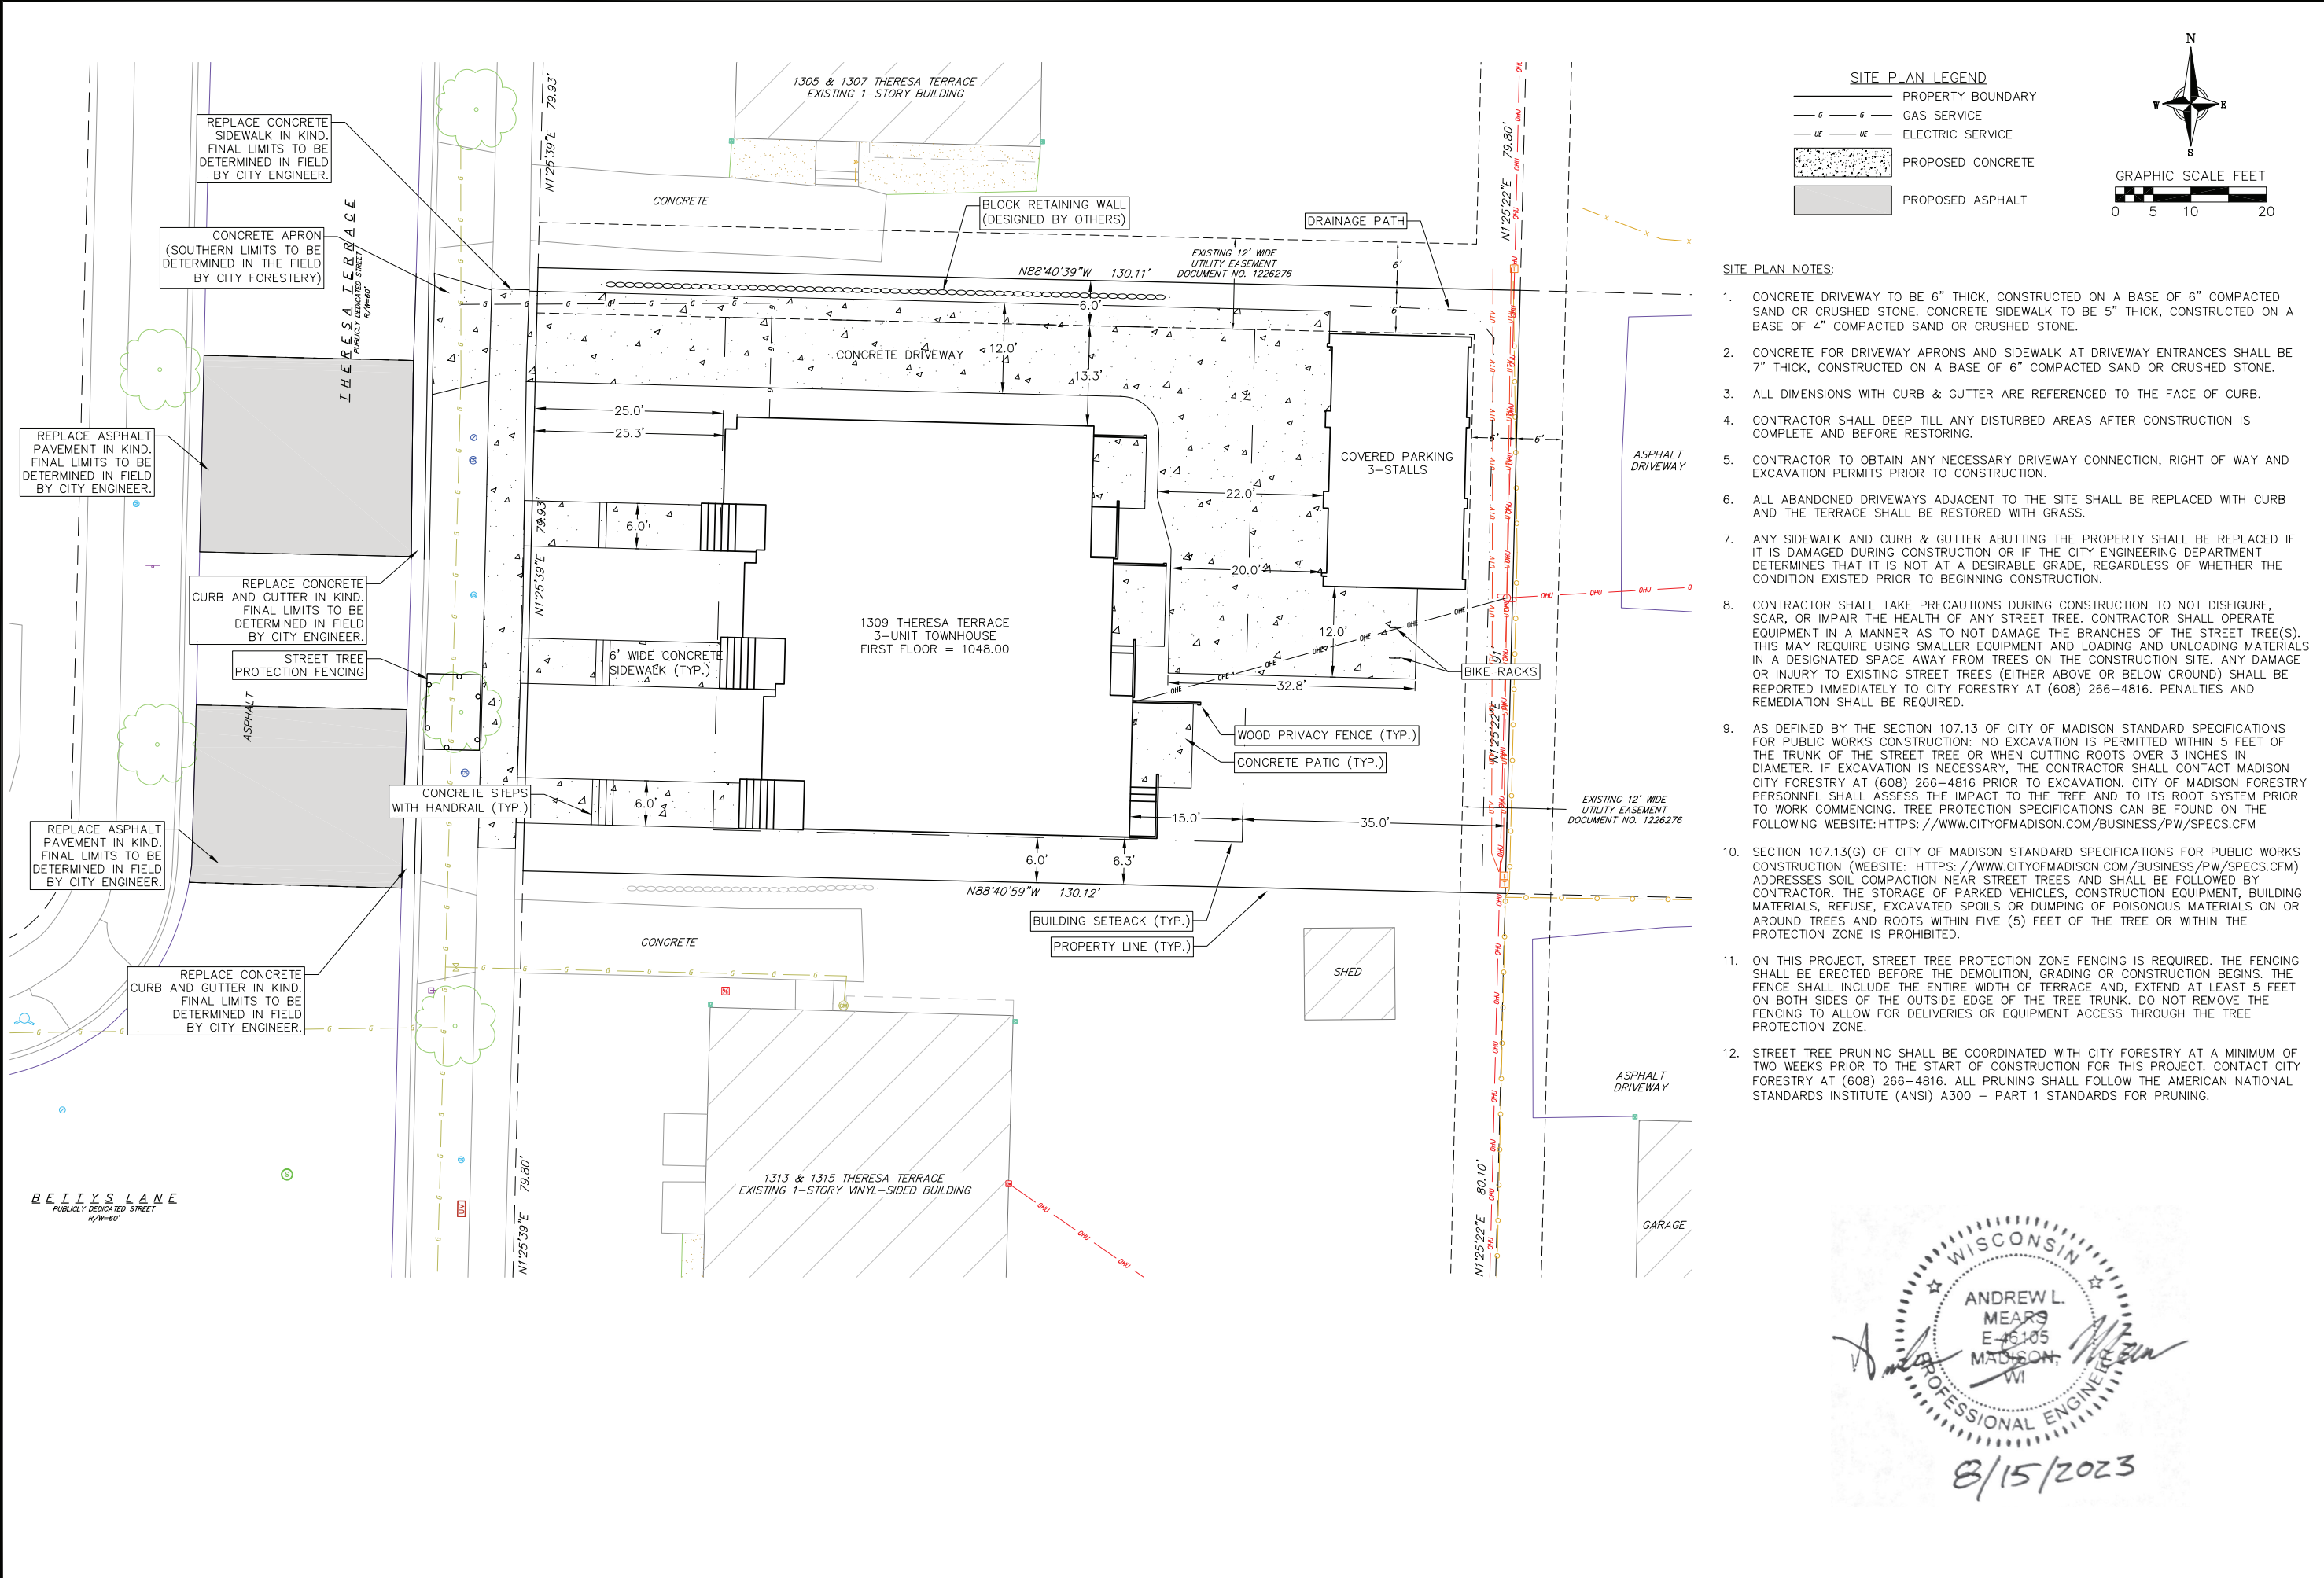 1305 & 1307 THERESA TERRACE
EXISTING 1-STORY BUILDING
N1°25'39"E 79.93'
REPLACE CONCRETE
SIDEWALK IN KIND.
FINAL LIMITS TO BE
DETERMINED IN FIELD
BY CITY ENGINEER.
CONCRETE
BLOCK RETAINING WALL
(DESIGNED BY OTHERS)
DRAINAGE PATH
N1°25'22"E 79.80'
CONCRETE APRON
(SOUTHERN LIMITS TO BE
DETERMINED IN THE FIELD
BY CITY FORESTERY)
THERESA TERRACE
PUBLICLY DEDICATED STREET
R/W=60'
EXISTING 12' WIDE
UTILITY EASEMENT
DOCUMENT NO. 1226276
N88°40'39"W 130.11'
6'
6'
6.0'
12.0'
13.3'
CONCRETE DRIVEWAY
25.0'
25.3'
REPLACE ASPHALT
PAVEMENT IN KIND.
FINAL LIMITS TO BE
DETERMINED IN FIELD
BY CITY ENGINEER.
COVERED PARKING
3-STALLS
6'
6'
ASPHALT
DRIVEWAY
22.0'
20.0'
6.0'
N1°25'39"E 79.93'
REPLACE CONCRETE
CURB AND GUTTER IN KIND.
FINAL LIMITS TO BE
DETERMINED IN FIELD
BY CITY ENGINEER.
1309 THERESA TERRACE
3-UNIT TOWNHOUSE
FIRST FLOOR = 1048.00
12.0'
STREET TREE
PROTECTION FENCING
6' WIDE CONCRETE
SIDEWALK (TYP.)
BIKE RACKS
32.8'
ASPHALT
WOOD PRIVACY FENCE (TYP.)
CONCRETE PATIO (TYP.)
CONCRETE STEPS
WITH HANDRAIL (TYP.)
6.0'
15.0'
35.0'
EXISTING 12' WIDE
UTILITY EASEMENT
DOCUMENT NO. 1226276
REPLACE ASPHALT
PAVEMENT IN KIND.
FINAL LIMITS TO BE
DETERMINED IN FIELD
BY CITY ENGINEER.
6.0'
6.3'
N88°40'59"W 130.12'
BUILDING SETBACK (TYP.)
PROPERTY LINE (TYP.)
CONCRETE
SHED
REPLACE CONCRETE
CURB AND GUTTER IN KIND.
FINAL LIMITS TO BE
DETERMINED IN FIELD
BY CITY ENGINEER.
ASPHALT
DRIVEWAY
1313 & 1315 THERESA TERRACE
EXISTING 1-STORY VINYL-SIDED BUILDING
N1°25'39"E 79.80'
N1°25'22"E 80.10'
GARAGE
BETTYS LANE
PUBLICLY DEDICATED STREET
R/W=60'
SITE PLAN LEGEND
PROPERTY BOUNDARY
G G GAS SERVICE
UE UE ELECTRIC SERVICE
PROPOSED CONCRETE
PROPOSED ASPHALT
N
W E
S
GRAPHIC SCALE FEET
0 5 10 20
SITE PLAN NOTES:
1. CONCRETE DRIVEWAY TO BE 6" THICK, CONSTRUCTED ON A BASE OF 6" COMPACTED
SAND OR CRUSHED STONE. CONCRETE SIDEWALK TO BE 5" THICK, CONSTRUCTED ON A
BASE OF 4" COMPACTED SAND OR CRUSHED STONE.
2. CONCRETE FOR DRIVEWAY APRONS AND SIDEWALK AT DRIVEWAY ENTRANCES SHALL BE
7" THICK, CONSTRUCTED ON A BASE OF 6" COMPACTED SAND OR CRUSHED STONE.
3. ALL DIMENSIONS WITH CURB & GUTTER ARE REFERENCED TO THE FACE OF CURB.
4. CONTRACTOR SHALL DEEP TILL ANY DISTURBED AREAS AFTER CONSTRUCTION IS
COMPLETE AND BEFORE RESTORING.
5. CONTRACTOR TO OBTAIN ANY NECESSARY DRIVEWAY CONNECTION, RIGHT OF WAY AND
EXCAVATION PERMITS PRIOR TO CONSTRUCTION.
6. ALL ABANDONED DRIVEWAYS ADJACENT TO THE SITE SHALL BE REPLACED WITH CURB
AND THE TERRACE SHALL BE RESTORED WITH GRASS.
7. ANY SIDEWALK AND CURB & GUTTER ABUTTING THE PROPERTY SHALL BE REPLACED IF
IT IS DAMAGED DURING CONSTRUCTION OR IF THE CITY ENGINEERING DEPARTMENT
DETERMINES THAT IT IS NOT AT A DESIRABLE GRADE, REGARDLESS OF WHETHER THE
CONDITION EXISTED PRIOR TO BEGINNING CONSTRUCTION.
8. CONTRACTOR SHALL TAKE PRECAUTIONS DURING CONSTRUCTION TO NOT DISFIGURE,
SCAR, OR IMPAIR THE HEALTH OF ANY STREET TREE. CONTRACTOR SHALL OPERATE
EQUIPMENT IN A MANNER AS TO NOT DAMAGE THE BRANCHES OF THE STREET TREE(S).
THIS MAY REQUIRE USING SMALLER EQUIPMENT AND LOADING AND UNLOADING MATERIALS
IN A DESIGNATED SPACE AWAY FROM TREES ON THE CONSTRUCTION SITE. ANY DAMAGE
OR INJURY TO EXISTING STREET TREES (EITHER ABOVE OR BELOW GROUND) SHALL BE
REPORTED IMMEDIATELY TO CITY FORESTRY AT (608) 266-4816. PENALTIES AND
REMEDIATION SHALL BE REQUIRED.
9. AS DEFINED BY THE SECTION 107.13 OF CITY OF MADISON STANDARD SPECIFICATIONS
FOR PUBLIC WORKS CONSTRUCTION: NO EXCAVATION IS PERMITTED WITHIN 5 FEET OF
THE TRUNK OF THE STREET TREE OR WHEN CUTTING ROOTS OVER 3 INCHES IN
DIAMETER. IF EXCAVATION IS NECESSARY, THE CONTRACTOR SHALL CONTACT MADISON
CITY FORESTRY AT (608) 266-4816 PRIOR TO EXCAVATION. CITY OF MADISON FORESTRY
PERSONNEL SHALL ASSESS THE IMPACT TO THE TREE AND TO ITS ROOT SYSTEM PRIOR
TO WORK COMMENCING. TREE PROTECTION SPECIFICATIONS CAN BE FOUND ON THE
FOLLOWING WEBSITE: HTTPS: //WWW.CITYOFMADISON.COM/BUSINESS/PW/SPECS.CFM
10. SECTION 107.13(G) OF CITY OF MADISON STANDARD SPECIFICATIONS FOR PUBLIC WORKS
CONSTRUCTION (WEBSITE: HTTPS: //WWW.CITYOFMADISON.COM/BUSINESS/PW/SPECS.CFM)
ADDRESSES SOIL COMPACTION NEAR STREET TREES AND SHALL BE FOLLOWED BY
CONTRACTOR. THE STORAGE OF PARKED VEHICLES, CONSTRUCTION EQUIPMENT, BUILDING
MATERIALS, REFUSE, EXCAVATED SPOILS OR DUMPING OF POISONOUS MATERIALS ON OR
AROUND TREES AND ROOTS WITHIN FIVE (5) FEET OF THE TREE OR WITHIN THE
PROTECTION ZONE IS PROHIBITED.
11. ON THIS PROJECT, STREET TREE PROTECTION ZONE FENCING IS REQUIRED. THE FENCING
SHALL BE ERECTED BEFORE THE DEMOLITION, GRADING OR CONSTRUCTION BEGINS. THE
FENCE SHALL INCLUDE THE ENTIRE WIDTH OF TERRACE AND, EXTEND AT LEAST 5 FEET
ON BOTH SIDES OF THE OUTSIDE EDGE OF THE TREE TRUNK. DO NOT REMOVE THE
FENCING TO ALLOW FOR DELIVERIES OR EQUIPMENT ACCESS THROUGH THE TREE
PROTECTION ZONE.
12. STREET TREE PRUNING SHALL BE COORDINATED WITH CITY FORESTRY AT A MINIMUM OF
TWO WEEKS PRIOR TO THE START OF CONSTRUCTION FOR THIS PROJECT. CONTACT CITY
FORESTRY AT (608) 266-4816. ALL PRUNING SHALL FOLLOW THE AMERICAN NATIONAL
STANDARDS INSTITUTE (ANSI) A300 - PART 1 STANDARDS FOR PRUNING.
WISCONSIN
ANDREW L.
MEARS
E-46105
MADISON,
WI
PROFESSIONAL ENGINEER
8/15/2023